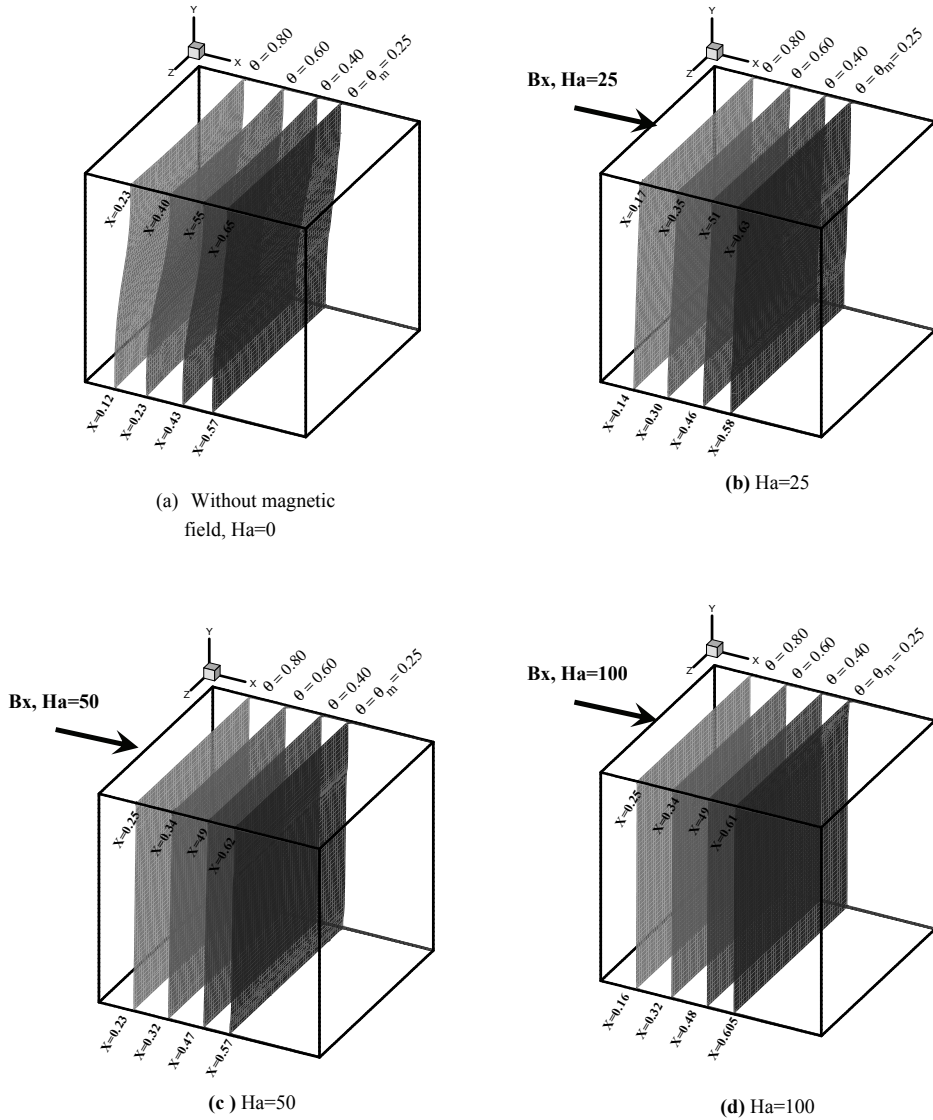 Y
Z
X
θ = 0.80
θ = 0.60
θ = 0.40
θ = θm= 0.25
X=0.23
X=0.40
X=55
X=0.65
X=0.12
X=0.23
X=0.43
X=0.57
(a) Without magnetic
field, Ha=0
Bx, Ha=25
Y
Z
X
θ = 0.80
θ = 0.60
θ = 0.40
θ = θm= 0.25
X=0.17
X=0.35
X=51
X=0.63
X=0.14
X=0.30
X=0.46
X=0.58
(b) Ha=25
Bx, Ha=50
Y
Z
X
θ = 0.80
θ = 0.60
θ = 0.40
θ = θm = 0.25
X=0.25
X=0.34
X=49
X=0.62
X=0.23
X=0.32
X=0.47
X=0.57
(c ) Ha=50
Bx, Ha=100
Y
Z
X
θ = 0.80
θ = 0.60
θ = 0.40
θ = θm = 0.25
X=0.25
X=0.34
X=49
X=0.61
X=0.16
X=0.32
X=0.48
X=0.605
(d) Ha=100